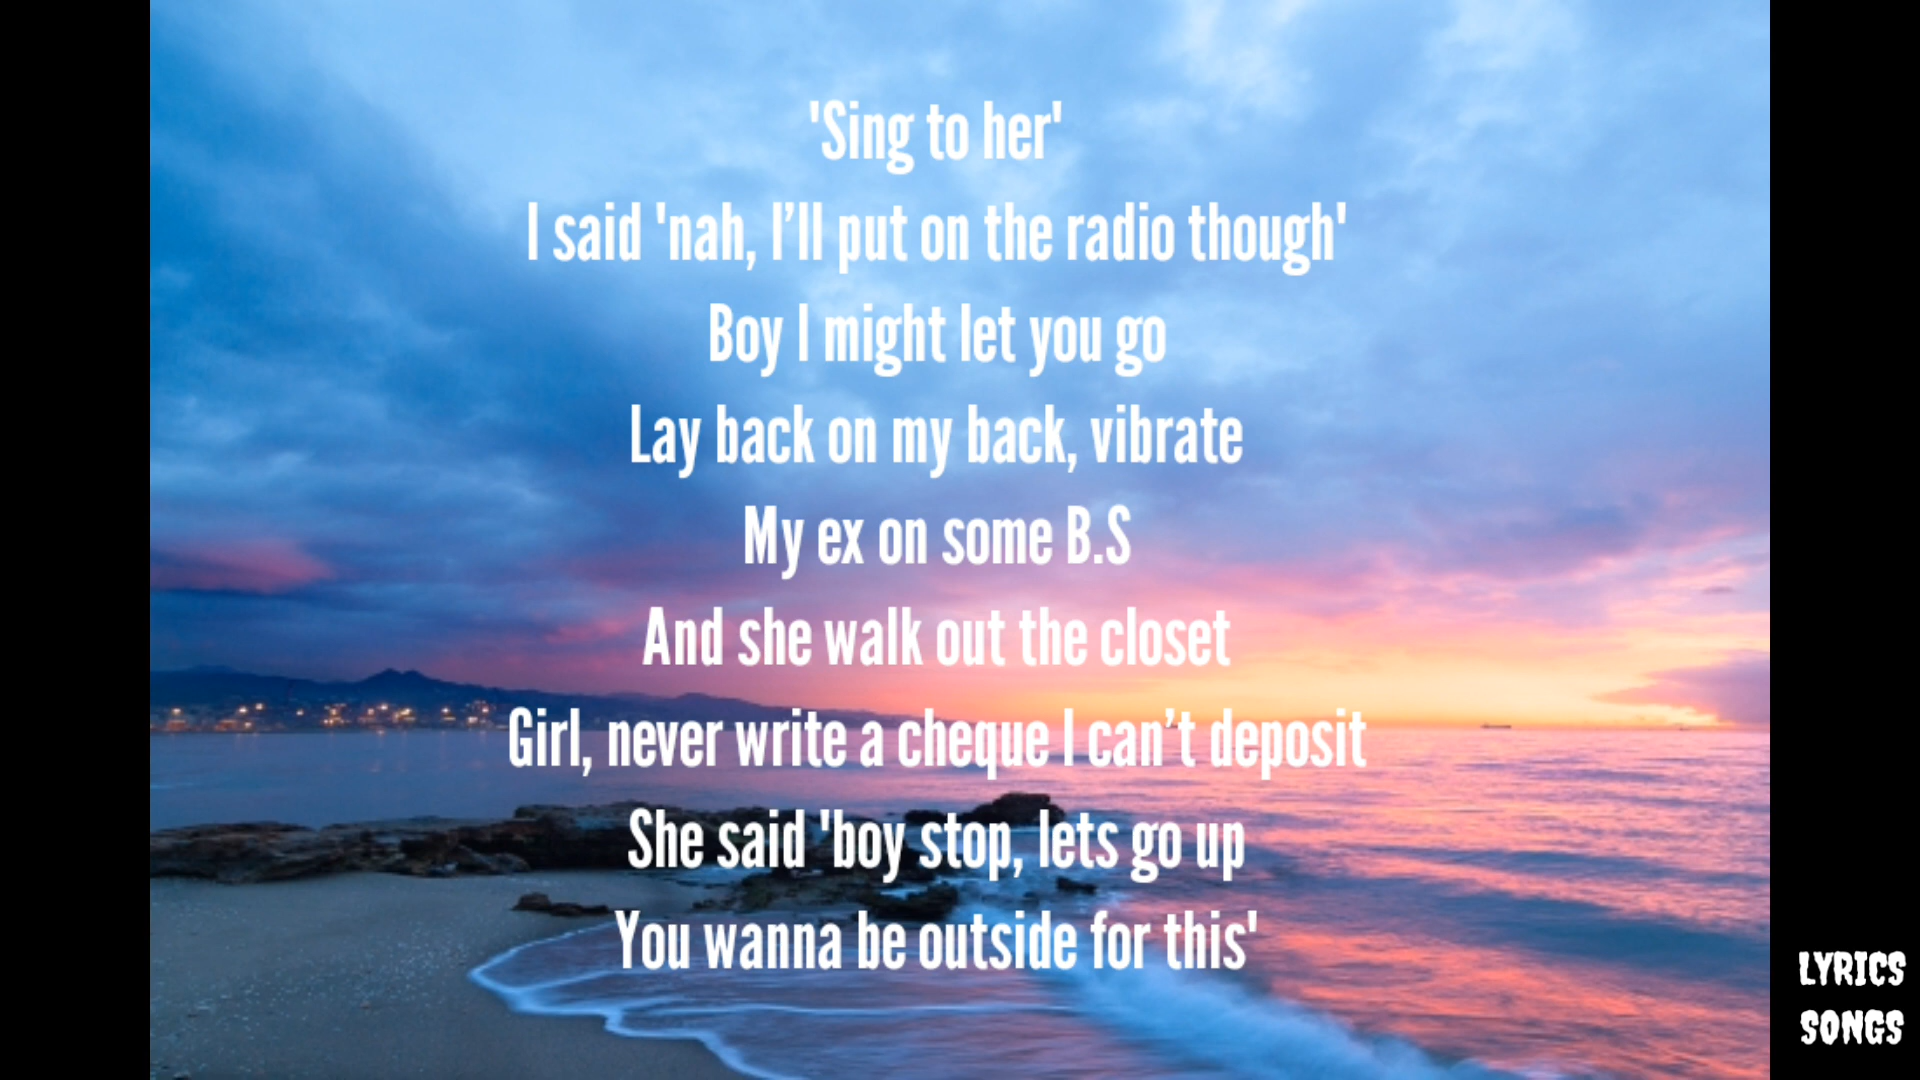 'Sing to her'
I said 'nah, I’ll put on the radio though'
Boy I might let you go
Lay back on my back, vibrate
My ex on some B.S
And she walk out the closet
Girl, never write a cheque I can’t deposit
She said 'boy stop, lets go up
You wanna be outside for this'
LYRICS
SONGS